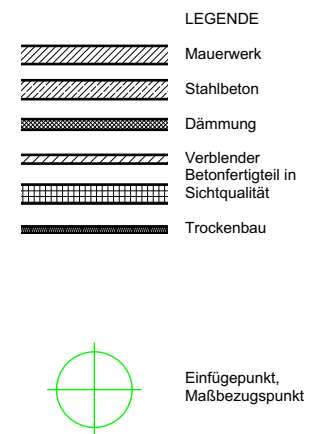 LEGENDE
Mauerwerk
Stahlbeton
Dämmung
Verblender
Betonfertigteil in
Sichtqualität
Trockenbau
Einfügepunkt,
Maßbezugspunkt